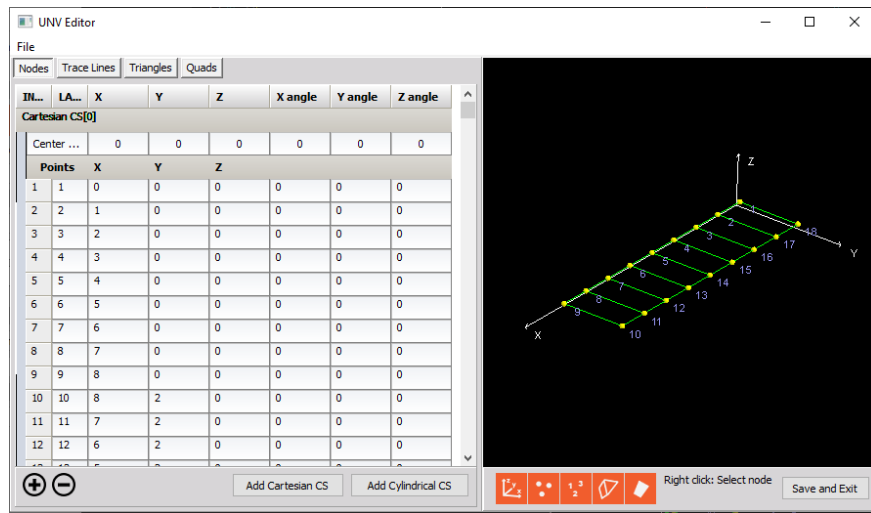 UNV Editor
File
Nodes Trace Lines Triangles Quads
IN... LA... X Y Z X angle Y angle Z angle
Cartesian CS[0]
Center ... 0 0 0 0 0 0
Points X Y Z
1 1 0 0 0 0 0 0
2 2 1 0 0 0 0 0
3 3 2 0 0 0 0 0
4 4 3 0 0 0 0 0
5 5 4 0 0 0 0 0
6 6 5 0 0 0 0 0
7 7 6 0 0 0 0 0
8 8 7 0 0 0 0 0
9 9 8 0 0 0 0 0
10 10 8 2 0 0 0 0
11 11 7 2 0 0 0 0
12 12 6 2 0 0 0 0
Add Cartesian CS Add Cylindrical CS
Z
1
2 18
3 17 Y
4 16
5 15
6 14
7 13
8 12
9 11
X 10
Right click: Select node
Save and Exit